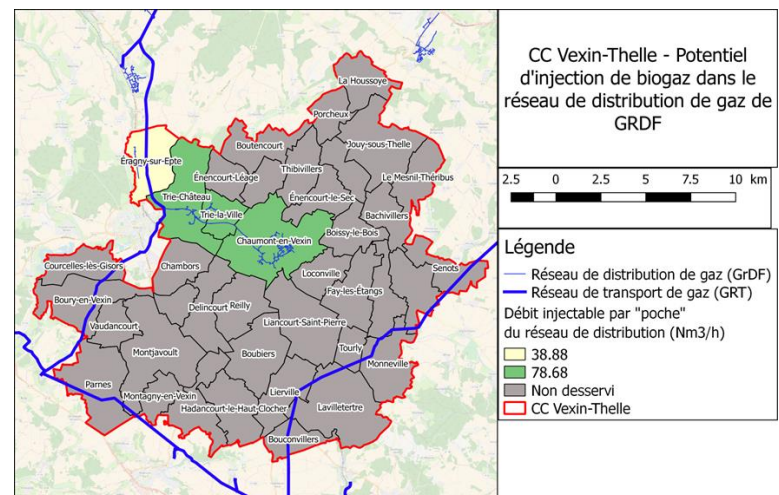 CC Vexin-Thelle - Potentiel
d'injection de biogaz dans le
réseau de distribution de gaz de
GRDF
2.5 0 2.5 5 7.5 10 km
Légende
Réseau de distribution de gaz (GrDF)
Réseau de transport de gaz (GRT)
Débit injectable par "poche"
du réseau de distribution (Nm3/h)
38.88
78.68
Non desservi
CC Vexin-Thelle
La Houssoye
Porcheux
Boutencourt
Jouy-sous-Thelle
Éragny-sur-Epte
Thibivillers
Énencourt-Léage
Le Mesnil-Théribus
Trie-Château
Énencourt-le-Sec
Trie-la-Ville
Bachivillers
Chaumont-en-Vexin
Boissy-le-Bois
Courcelles-lès-Gisors
Chambors
Loconville
Senots
Boury-en-Vexin
Delincourt
Reilly
Fay-les-Étangs
Vaudancourt
Liancourt-Saint-Pierre
Montjavoult
Boubiers
Tourly
Monneville
Parnes
Montagny-en-Vexin
Lierville
Hadancourt-le-Haut-Clocher
Lavilletertre
Bouconvillers